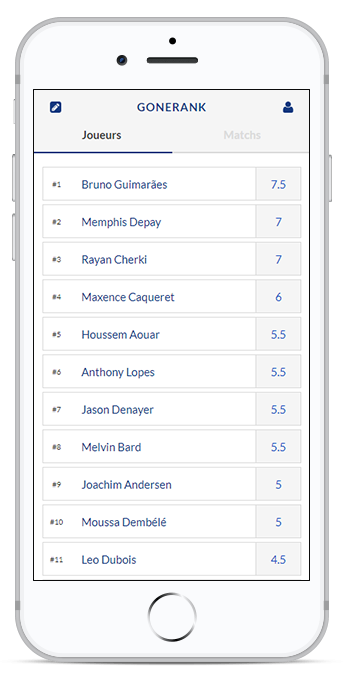 GONERANK
Joueurs Matchs
#1 Bruno Guimarães 7.5
#2 Memphis Depay 7
#3 Rayan Cherki 7
#4 Maxence Caqueret 6
#5 Houssem Aouar 5.5
#6 Anthony Lopes 5.5
#7 Jason Denayer 5.5
#8 Melvin Bard 5.5
#9 Joachim Andersen 5
#10 Moussa Dembélé 5
#11 Leo Dubois 4.5